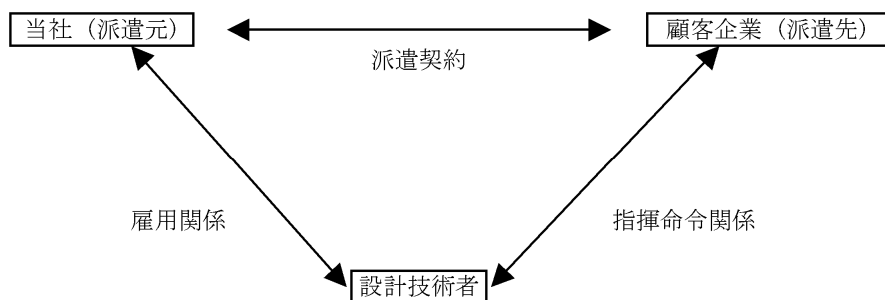 当社（派遣元）
顧客企業（派遣先）
派遣契約
雇用関係
指揮命令関係
設計技術者